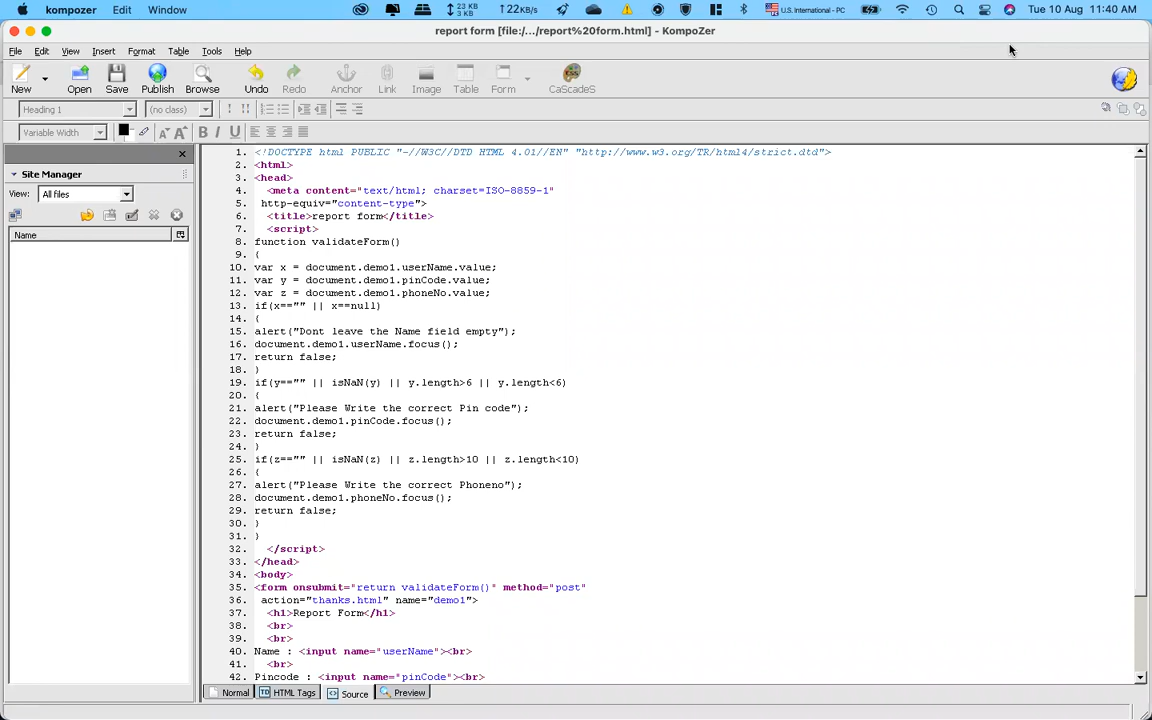 kompozer Edit Window 23 KB 3 KB 22KB/s U.S. International - PC Tue 10 Aug 11:40 AM
report form [file:/.../report%20form.html] - KompoZer
File Edit View Insert Format Table Tools Help
New Open Save Publish Browse Undo Redo Anchor Link Image Table Form CaScadeS
Heading 1 (no class)
Variable Width B I U
Site Manager
View: All files
Name
1. <!DOCTYPE html PUBLIC "-//W3C//DTD HTML 4.01//EN" "http://www.w3.org/TR/html4/strict.dtd">
2. <html>
3. <head>
4. <meta content="text/html; charset=ISO-8859-1"
5. http-equiv="content-type">
6. <title>report form</title>
7. <script>
8. function validateForm()
9. {
10. var x = document.demo1.userName.value;
11. var y = document.demo1.pinCode.value;
12. var z = document.demo1.phoneNo.value;
13. if(x=="" || x==null)
14. {
15. alert("Dont leave the Name field empty");
16. document.demo1.userName.focus();
17. return false;
18. }
19. if(y=="" || isNaN(y) || y.length>6 || y.length<6)
20. {
21. alert("Please Write the correct Pin code");
22. document.demo1.pinCode.focus();
23. return false;
24. }
25. if(z=="" || isNaN(z) || z.length>10 || z.length<10)
26. {
27. alert("Please Write the correct Phoneno");
28. document.demo1.phoneNo.focus();
29. return false;
30. }
31. }
32. </script>
33. </head>
34. <body>
35. <form onsubmit="return validateForm()" method="post"
36. action="thanks.html" name="demo1">
37. <h1>Report Form</h1>
38. <br>
39. <br>
40. Name : <input name="userName"><br>
41. <br>
42. Pincode : <input name="pinCode"><br>
Normal TD HTML Tags <> Source Preview